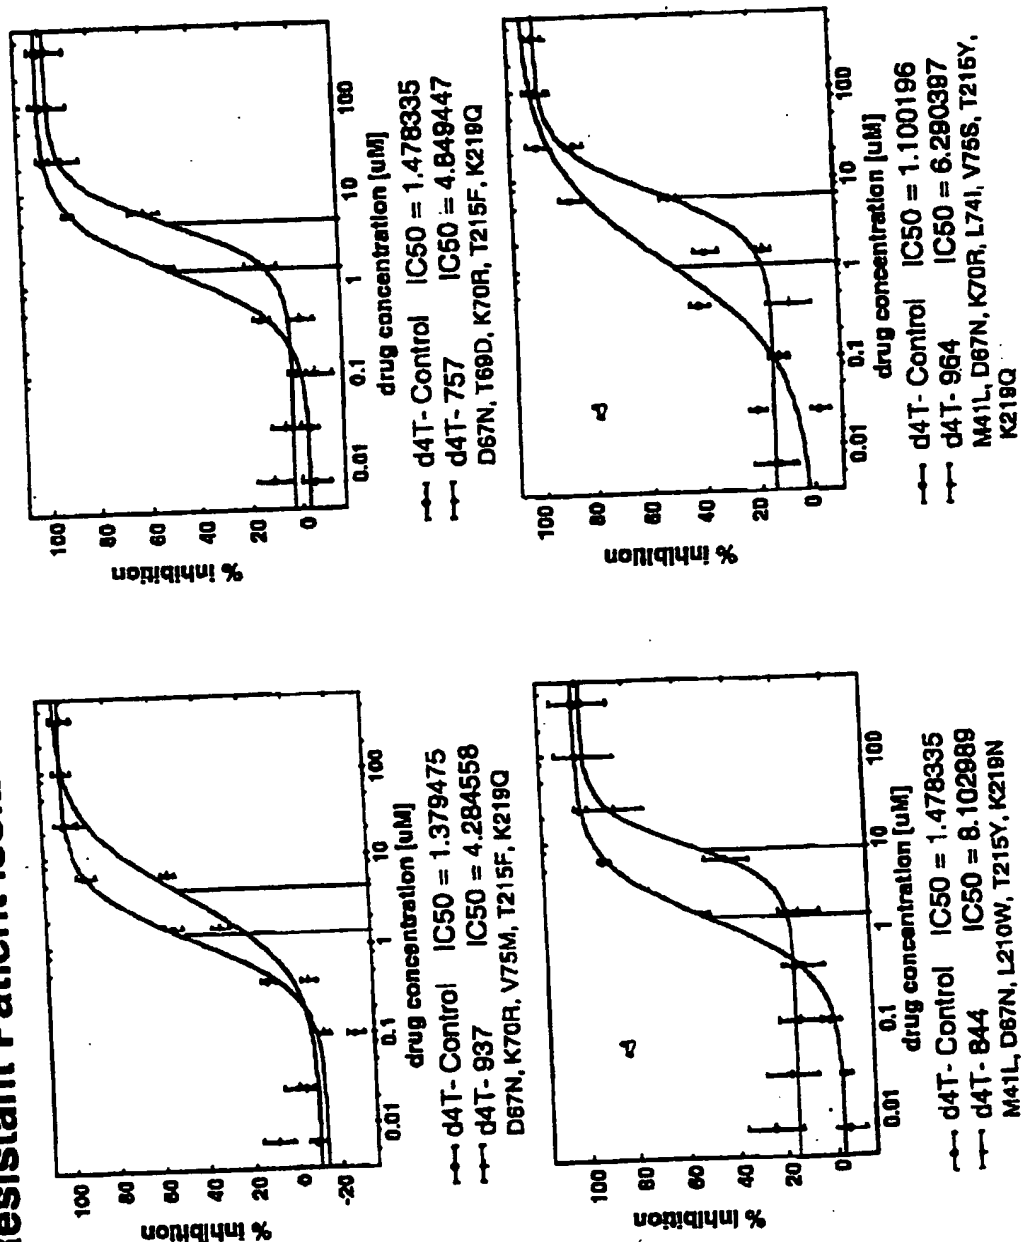 esistant Patient
% inhibition
100
80
60
40
20
0
-20
0.01 0.1 1 10 100
drug concentration [uM]
d4T- Control IC50 = 1.379475
d4T- 937 IC50 = 4.284558
D67N, K70R, V75M, T215F, K219Q
% inhibition
100
80
60
40
20
0
0.01 0.1 1 10 100
drug concentration [uM]
d4T- Control IC50 = 1.478335
d4T- 757 IC50 = 4.849447
D67N, T69D, K70R, T215F, K219Q
% inhibition
100
80
60
40
20
0
0.01 0.1 1 10 100
drug concentration [uM]
d4T- Control IC50 = 1.478335
d4T- 844 IC50 = 8.102989
M41L, D67N, L210W, T215Y, K219N
% inhibition
100
80
60
40
20
0
0.01 0.1 1 10 100
drug concentration [uM]
d4T- Control IC50 = 1.100196
d4T- 964 IC50 = 6.290397
M41L, D67N, K70R, L74I, V75S, T215Y,
K219Q